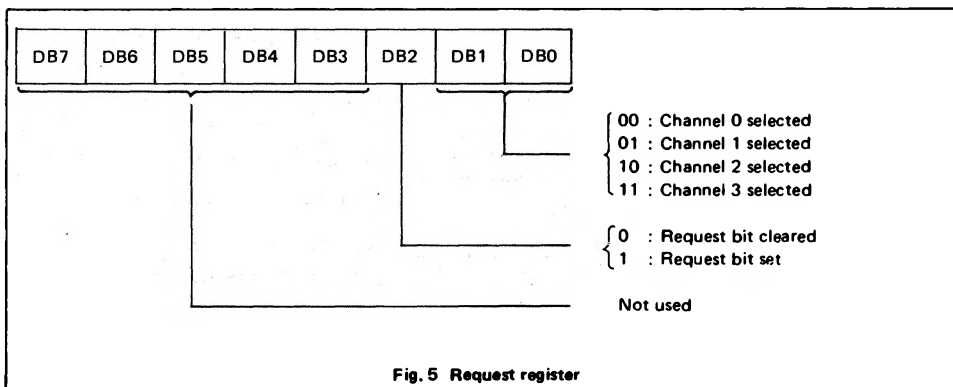 DB7 DB6 DB5 DB4 DB3 DB2 DB1 DB0
00 : Channel 0 selected
01 : Channel 1 selected
10 : Channel 2 selected
11 : Channel 3 selected
0 : Request bit cleared
1 : Request bit set
Not used
Fig. 5 Request register